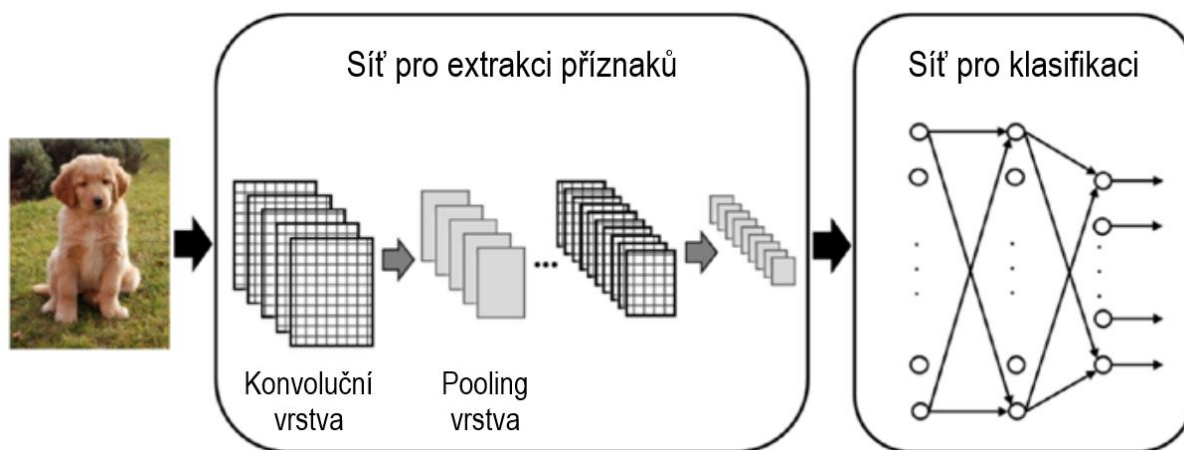 Síť pro extrakci příznaků
Síť pro klasifikaci
Konvoluční
vrstva
Pooling
vrstva